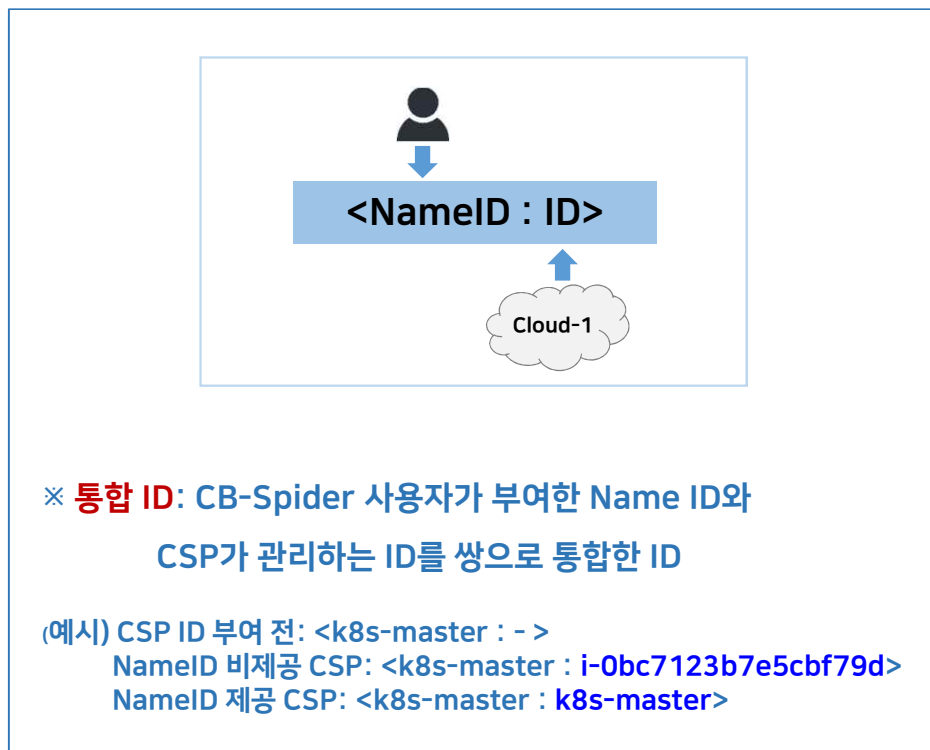 <NameID : ID>
Cloud-1
※ 통합 ID: CB-Spider 사용자가 부여한 Name ID와
CSP가 관리하는 ID를 쌍으로 통합한 ID
(예시) CSP ID 부여 전: <k8s-master : - >
NameID 비제공 CSP: <k8s-master : i-0bc7123b7e5cbf79d>
NameID 제공 CSP: <k8s-master : k8s-master>